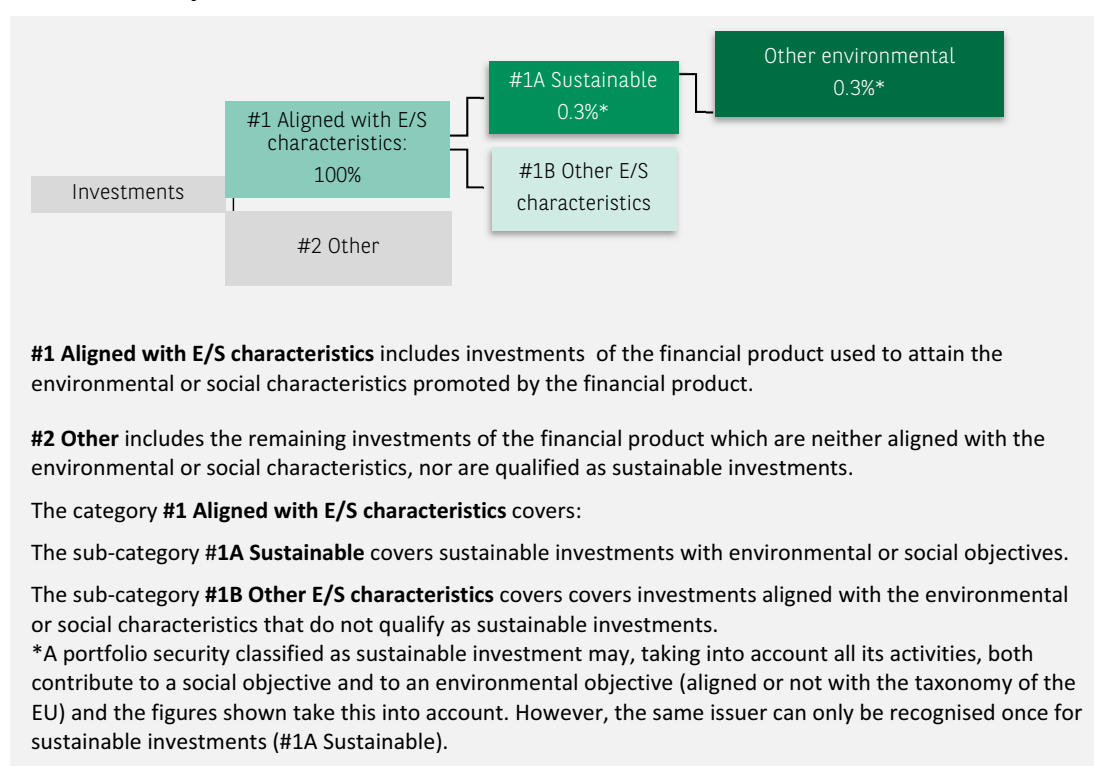 Other environmental
0.3%*
#1A Sustainable
0.3%*
#1 Aligned with E/S
characteristics:
100%
#1B Other E/S
characteristics
Investments
#2 Other
#1 Aligned with E/S characteristics includes investments of the financial product used to attain the
environmental or social characteristics promoted by the financial product.
#2 Other includes the remaining investments of the financial product which are neither aligned with the
environmental or social characteristics, nor are qualified as sustainable investments.
The category #1 Aligned with E/S characteristics covers:
The sub-category #1A Sustainable covers sustainable investments with environmental or social objectives.
The sub-category #1B Other E/S characteristics covers covers investments aligned with the environmental
or social characteristics that do not qualify as sustainable investments.
*A portfolio security classified as sustainable investment may, taking into account all its activities, both
contribute to a social objective and to an environmental objective (aligned or not with the taxonomy of the
EU) and the figures shown take this into account. However, the same issuer can only be recognised once for
sustainable investments (#1A Sustainable).